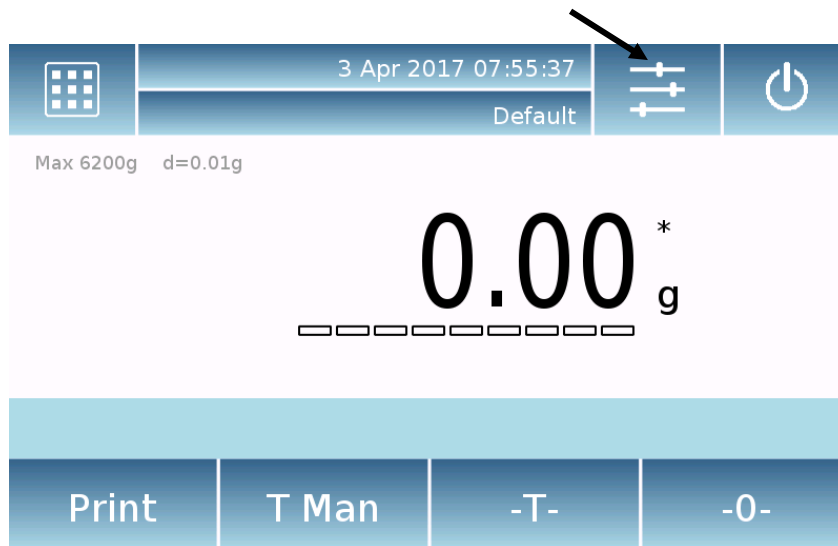 3 Apr 2017 07:55:37
Default
Max 6200g d=0.01g
0.00 * g
Print T Man -T- -0-